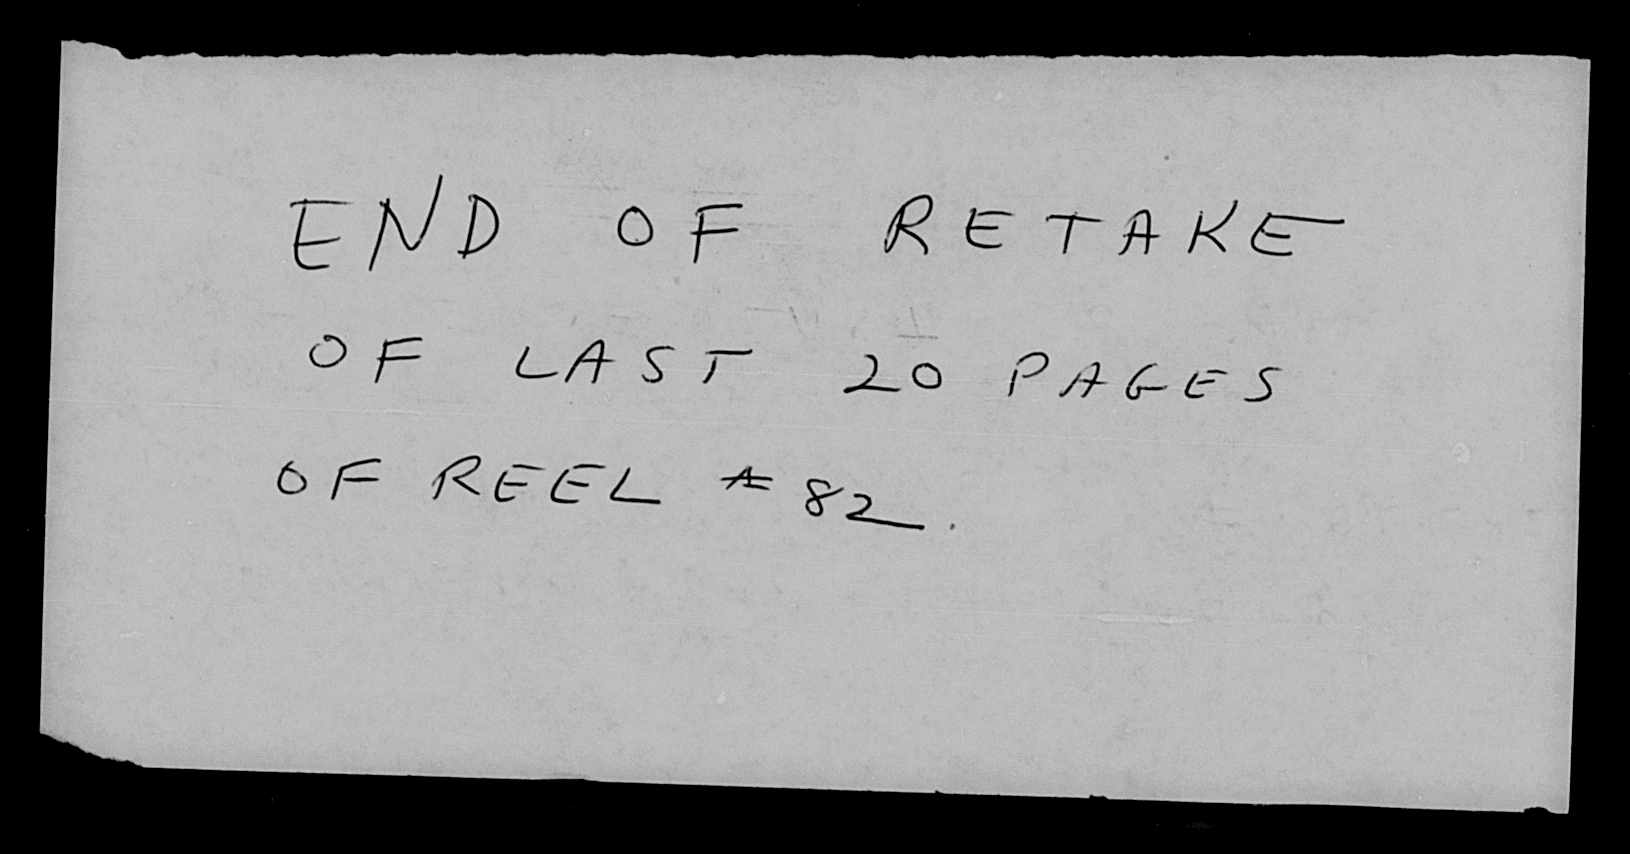 END OF RETAKE
OF LAST 20 PAGES
OF REEL # 82.